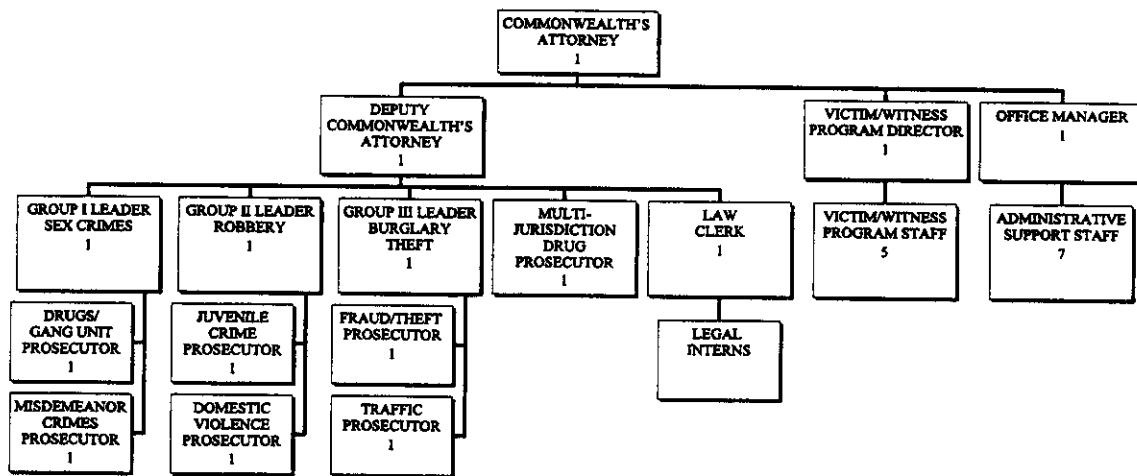 COMMONWEALTH'S
ATTORNEY
1
DEPUTY
COMMONWEALTH'S
ATTORNEY
1
VICTIM/WITNESS
PROGRAM DIRECTOR
1
OFFICE MANAGER
1
GROUP I LEADER
SEX CRIMES
1
GROUP II LEADER
ROBBERY
1
GROUP III LEADER
BURGLARY
THEFT
1
MULTI-
JURISDICTION
DRUG
PROSECUTOR
1
LAW
CLERK
1
VICTIM/WITNESS
PROGRAM STAFF
5
ADMINISTRATIVE
SUPPORT STAFF
7
DRUGS/
GANG UNIT
PROSECUTOR
1
JUVENILE
CRIME
PROSECUTOR
1
FRAUD/THEFT
PROSECUTOR
1
LEGAL
INTERNS
MISDEMEANOR
CRIMES
PROSECUTOR
1
DOMESTIC
VIOLENCE
PROSECUTOR
1
TRAFFIC
PROSECUTOR
1